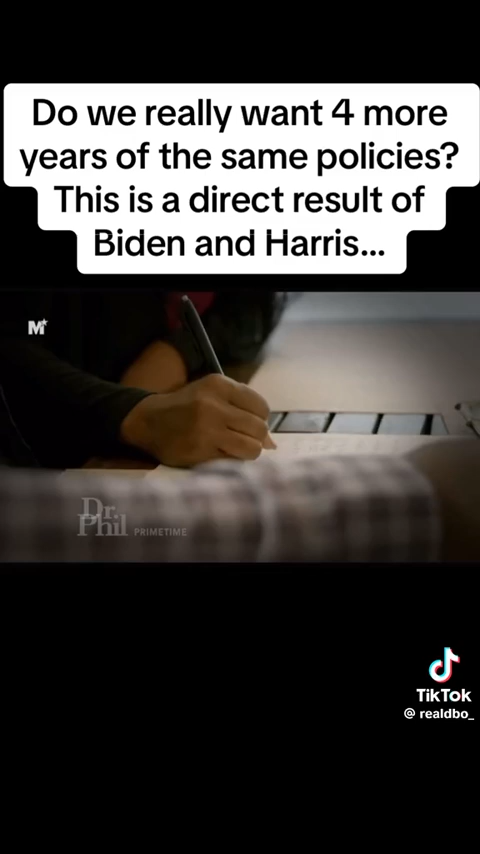 Do we really want 4 more
years of the same policies?
This is a direct result of
Biden and Harris...
M
Dr.
Phil PRIMETIME
TikTok
@ realdbo_